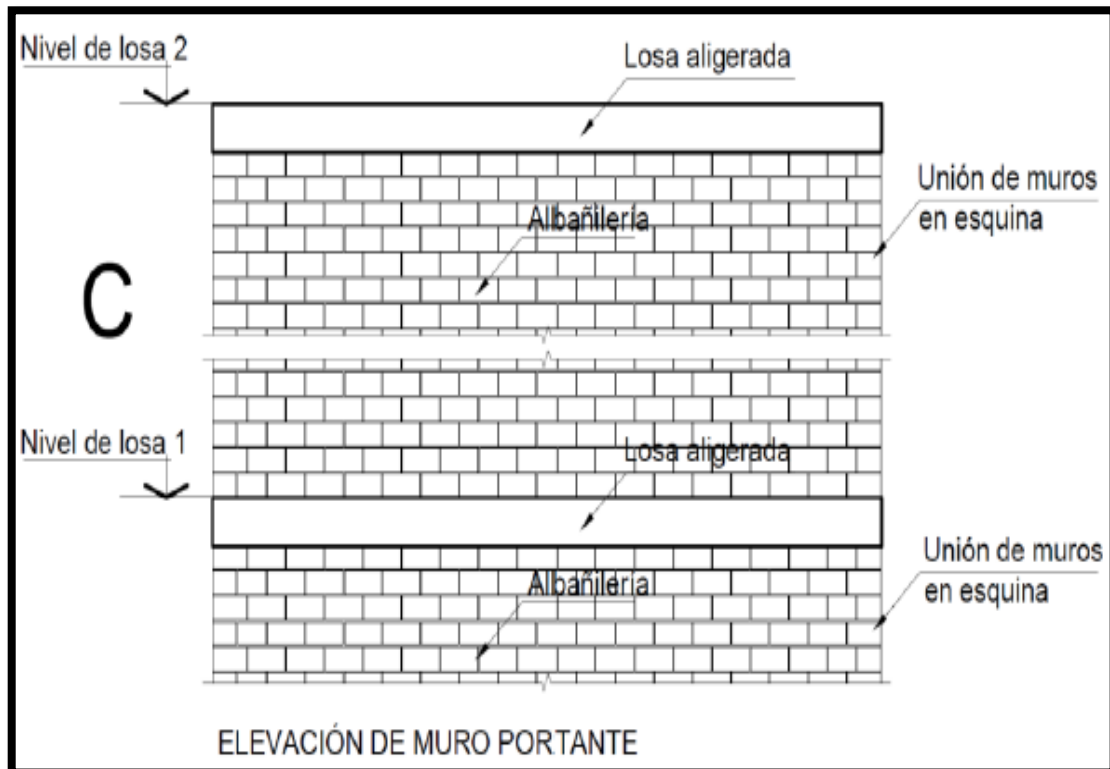 Nivel de losa 2
Losa aligerada
Unión de muros
en esquina
Albañilería
C
Nivel de losa 1
Losa aligerada
Unión de muros
en esquina
Albañilería
ELEVACIÓN DE MURO PORTANTE